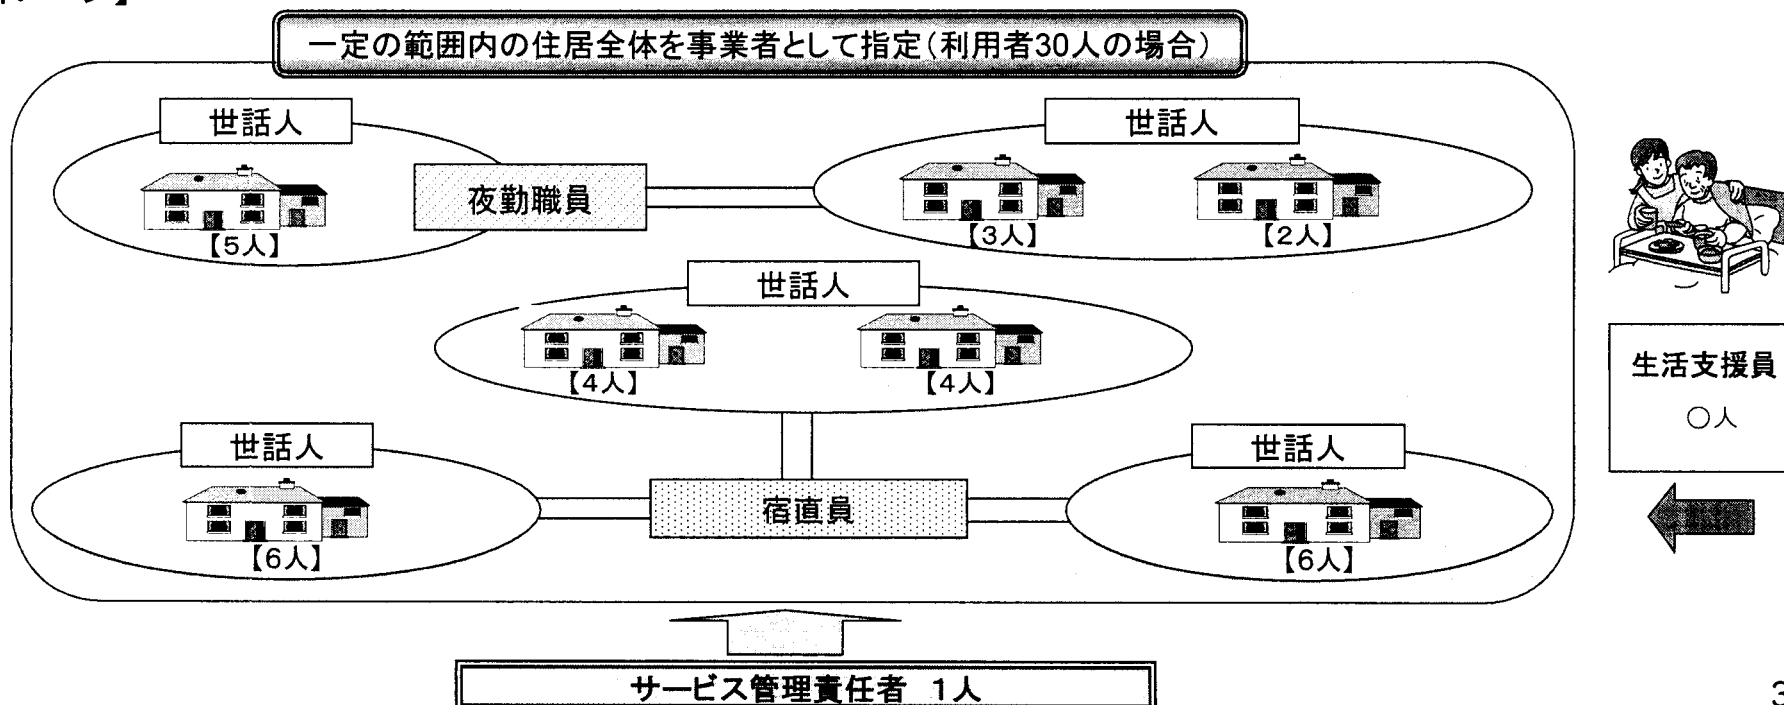 一定の範囲内の住居全体を事業者として指定(利用者30人の場合)
世話人
世話人
夜勤職員
【5人】
【3人】
【2人】
世話人
【4人】
【4人】
生活支援員
○人
世話人
世話人
宿直員
【6人】
【6人】
サービス管理責任者 1人
3